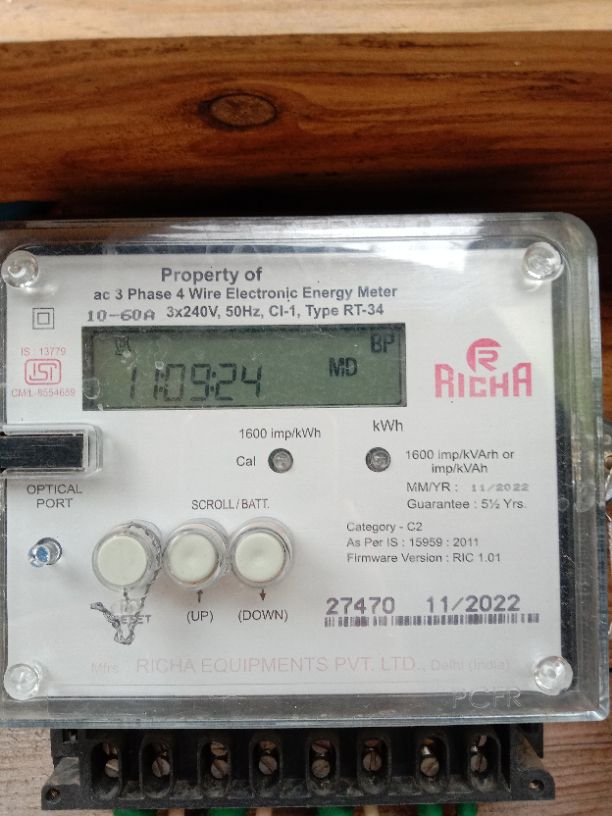 Property of
ac 3 Phase 4 Wire Electronic Energy Meter
10-60A 3x240V, 50Hz, Cl-1, Type RT-34
IS : 13779
CM/L-8554689
BP
11:09:24 MD
R
RICHA
1600 imp/kWh
kWh
Cal
1600 imp/kVArh or
imp/kVAh
OPTICAL
PORT
MM/YR : 11/2022
Guarantee : 5½ Yrs.
SCROLL/BATT.
Category - C2
As Per IS : 15959 : 2011
Firmware Version : RIC 1.01
(UP)
(DOWN)
27470 11/2022
Mfrs : RICHA EQUIPMENTS PVT. LTD., Delhi (India)